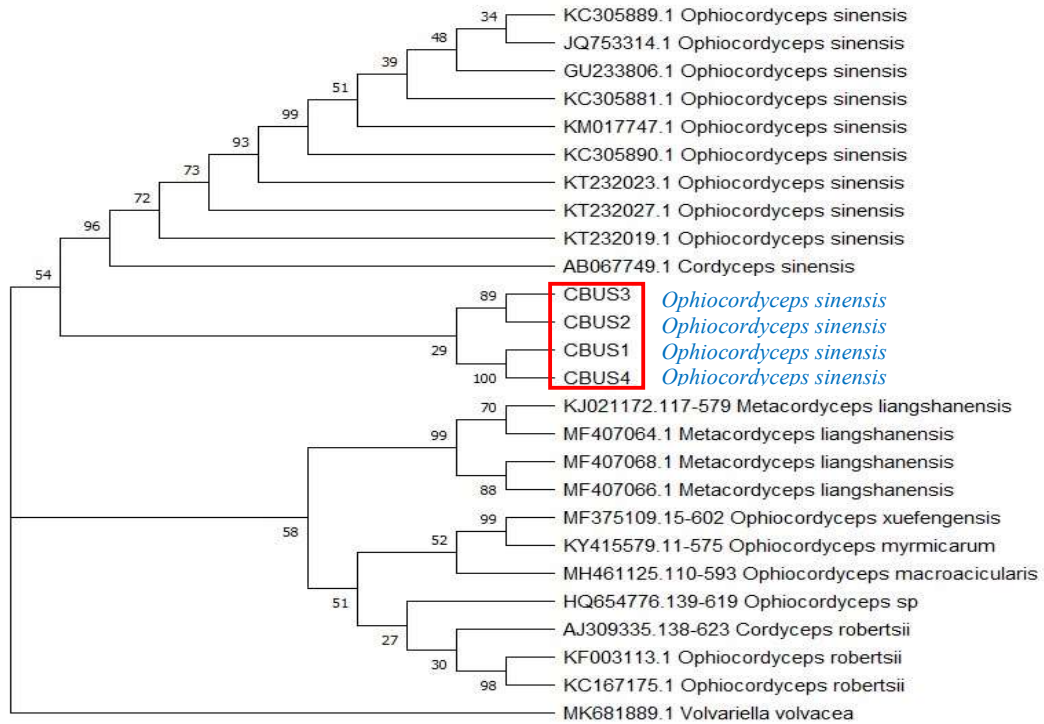 34
KC305889.1 Ophiocordyceps sinensis
48
JQ753314.1 Ophiocordyceps sinensis
39
GU233806.1 Ophiocordyceps sinensis
51
KC305881.1 Ophiocordyceps sinensis
99
KM017747.1 Ophiocordyceps sinensis
93
KC305890.1 Ophiocordyceps sinensis
73
KT232023.1 Ophiocordyceps sinensis
72
KT232027.1 Ophiocordyceps sinensis
96
KT232019.1 Ophiocordyceps sinensis
54
AB067749.1 Cordyceps sinensis
89
CBUS3 Ophiocordyceps sinensis
CBUS2 Ophiocordyceps sinensis
29
CBUS1 Ophiocordyceps sinensis
100
CBUS4 Ophiocordyceps sinensis
70
KJ021172.117-579 Metacordyceps liangshanensis
99
MF407064.1 Metacordyceps liangshanensis
MF407068.1 Metacordyceps liangshanensis
88
MF407066.1 Metacordyceps liangshanensis
58
99
MF375109.15-602 Ophiocordyceps xuefengensis
52
KY415579.11-575 Ophiocordyceps myrmicarum
MH461125.110-593 Ophiocordyceps macroacicularis
51
HQ654776.139-619 Ophiocordyceps sp
27
AJ309335.138-623 Cordyceps robertsii
30
KF003113.1 Ophiocordyceps robertsii
98
KC167175.1 Ophiocordyceps robertsii
MK681889.1 Volvariella volvacea